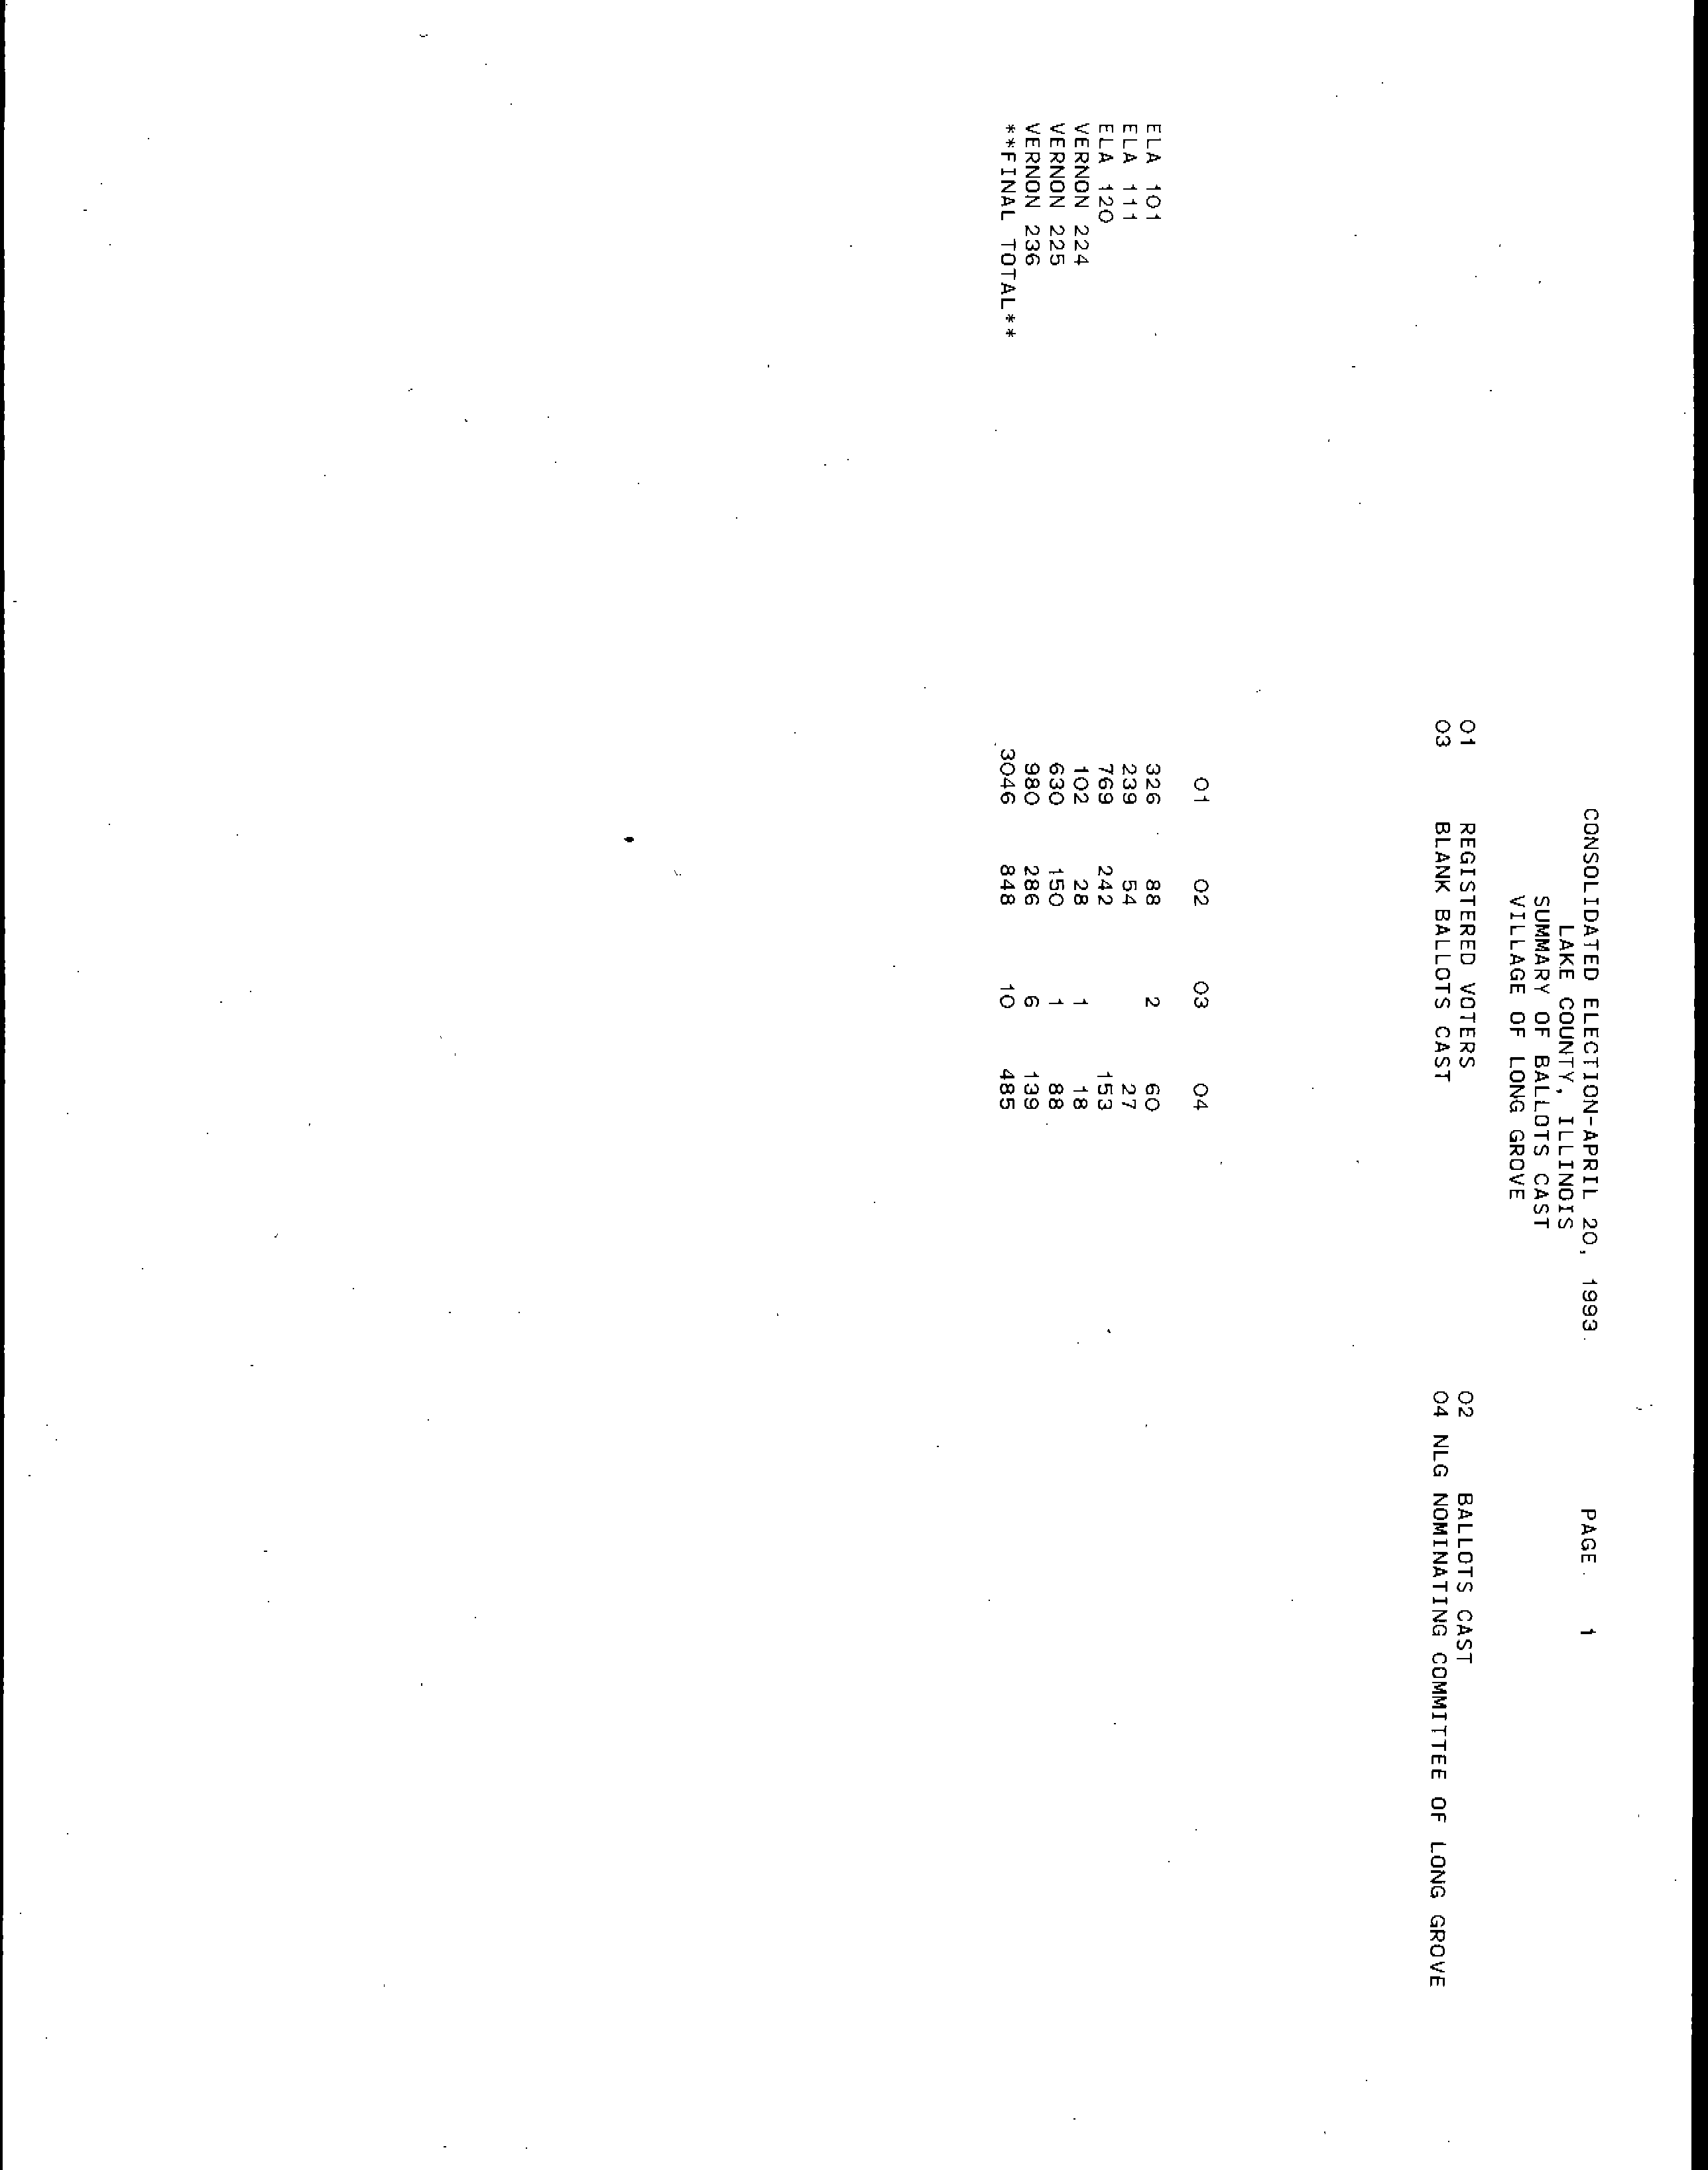 CONSOLIDATED ELECTION-APRIL 20, 1993 PAGE 1
LAKE COUNTY, ILLINOIS
SUMMARY OF BALLOTS CAST
VILLAGE OF LONG GROVE
01 REGISTERED VOTERS 02 BALLOTS CAST
03 BLANK BALLOTS CAST 04 NLG NOMINATING COMMITTEE OF LONG GROVE
01 02 03 04
ELA 101 326 88 2 60
ELA 111 239 54 27
ELA 120 769 242 153
VERNON 224 102 28 1 18
VERNON 225 630 150 1 88
VERNON 236 980 286 6 139
**FINAL TOTAL** 3046 848 10 485